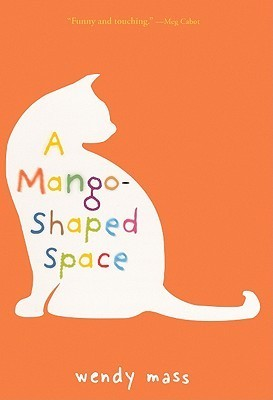 "Funny and touching." —Meg Cabot
A
Mango-
Shaped
Space
wendy mass